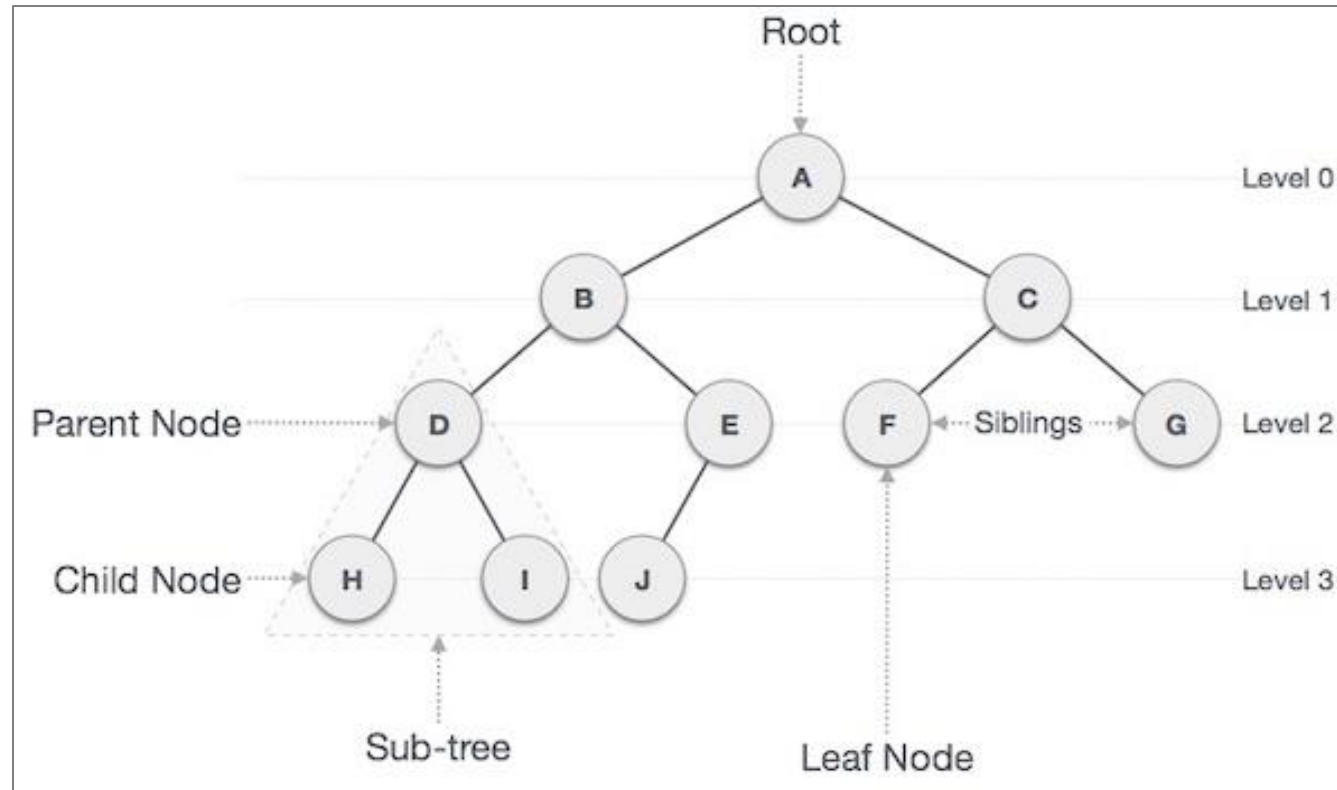 Root
A
Level 0
B
C
Level 1
Parent Node
D
E
F
Siblings
G
Level 2
Child Node
H
I
J
Level 3
Sub-tree
Leaf Node